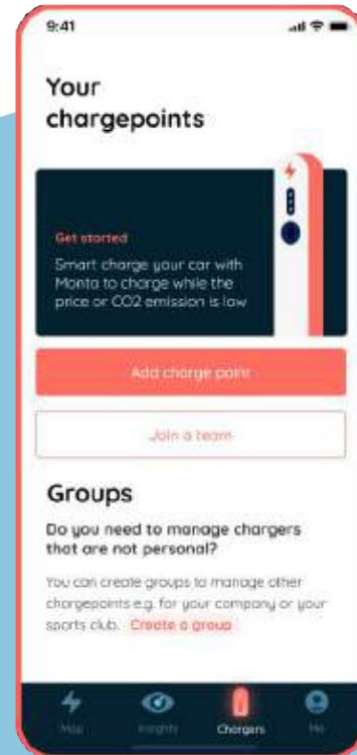 9:41
Your
chargepoints
Get started
Smart charge your car with
Monta to charge while the
price or CO2 emission is low
Add charge point
Join a team
Groups
Do you need to manage chargers
that are not personal?
You can create groups to manage other
chargepoints e.g. for your company or your
sports club. Create a group
Map
Insights
Chargers
Me